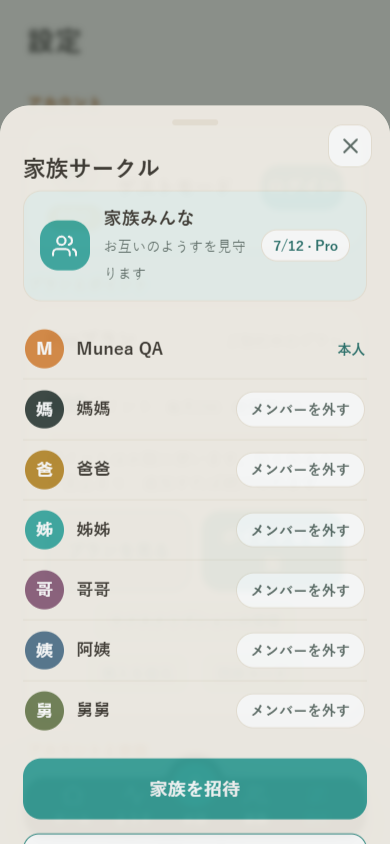 設定
家族サークル
家族みんな
お互いのようすを見守
ります
7/12・Pro
M Munea QA 本人
媽 媽媽 メンバーを外す
爸 爸爸 メンバーを外す
姊 姊姊 メンバーを外す
哥 哥哥 メンバーを外す
姨 阿姨 メンバーを外す
舅 舅舅 メンバーを外す
家族を招待